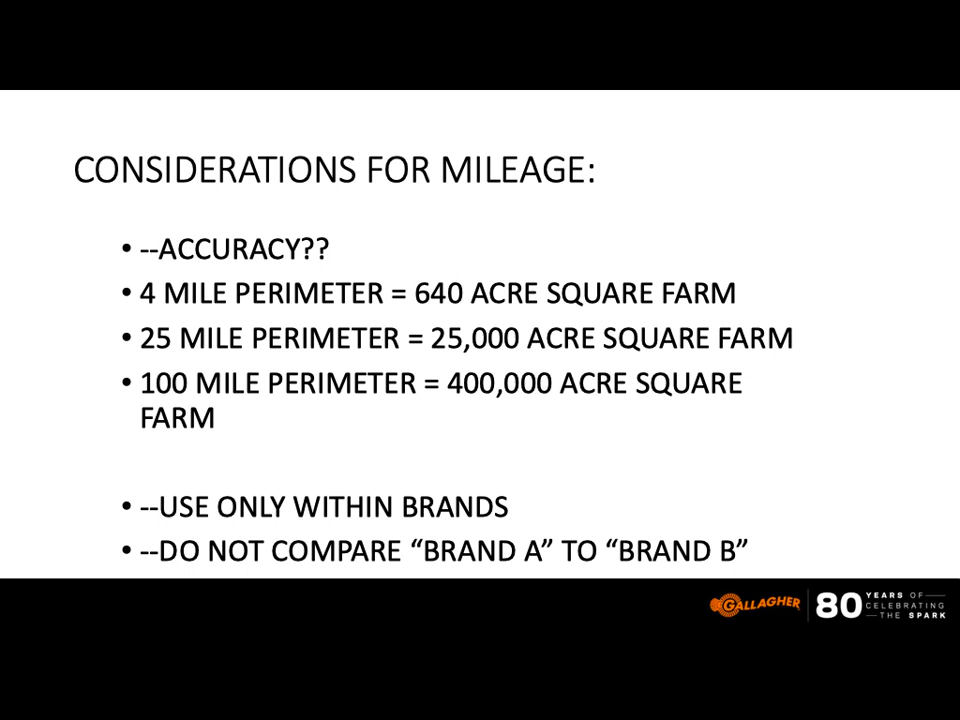 CONSIDERATIONS FOR MILEAGE:
• --ACCURACY??
• 4 MILE PERIMETER = 640 ACRE SQUARE FARM
• 25 MILE PERIMETER = 25,000 ACRE SQUARE FARM
• 100 MILE PERIMETER = 400,000 ACRE SQUARE
FARM
• --USE ONLY WITHIN BRANDS
• --DO NOT COMPARE “BRAND A” TO “BRAND B”
GALLAGHER
80
YEARS OF
CELEBRATING
THE SPARK